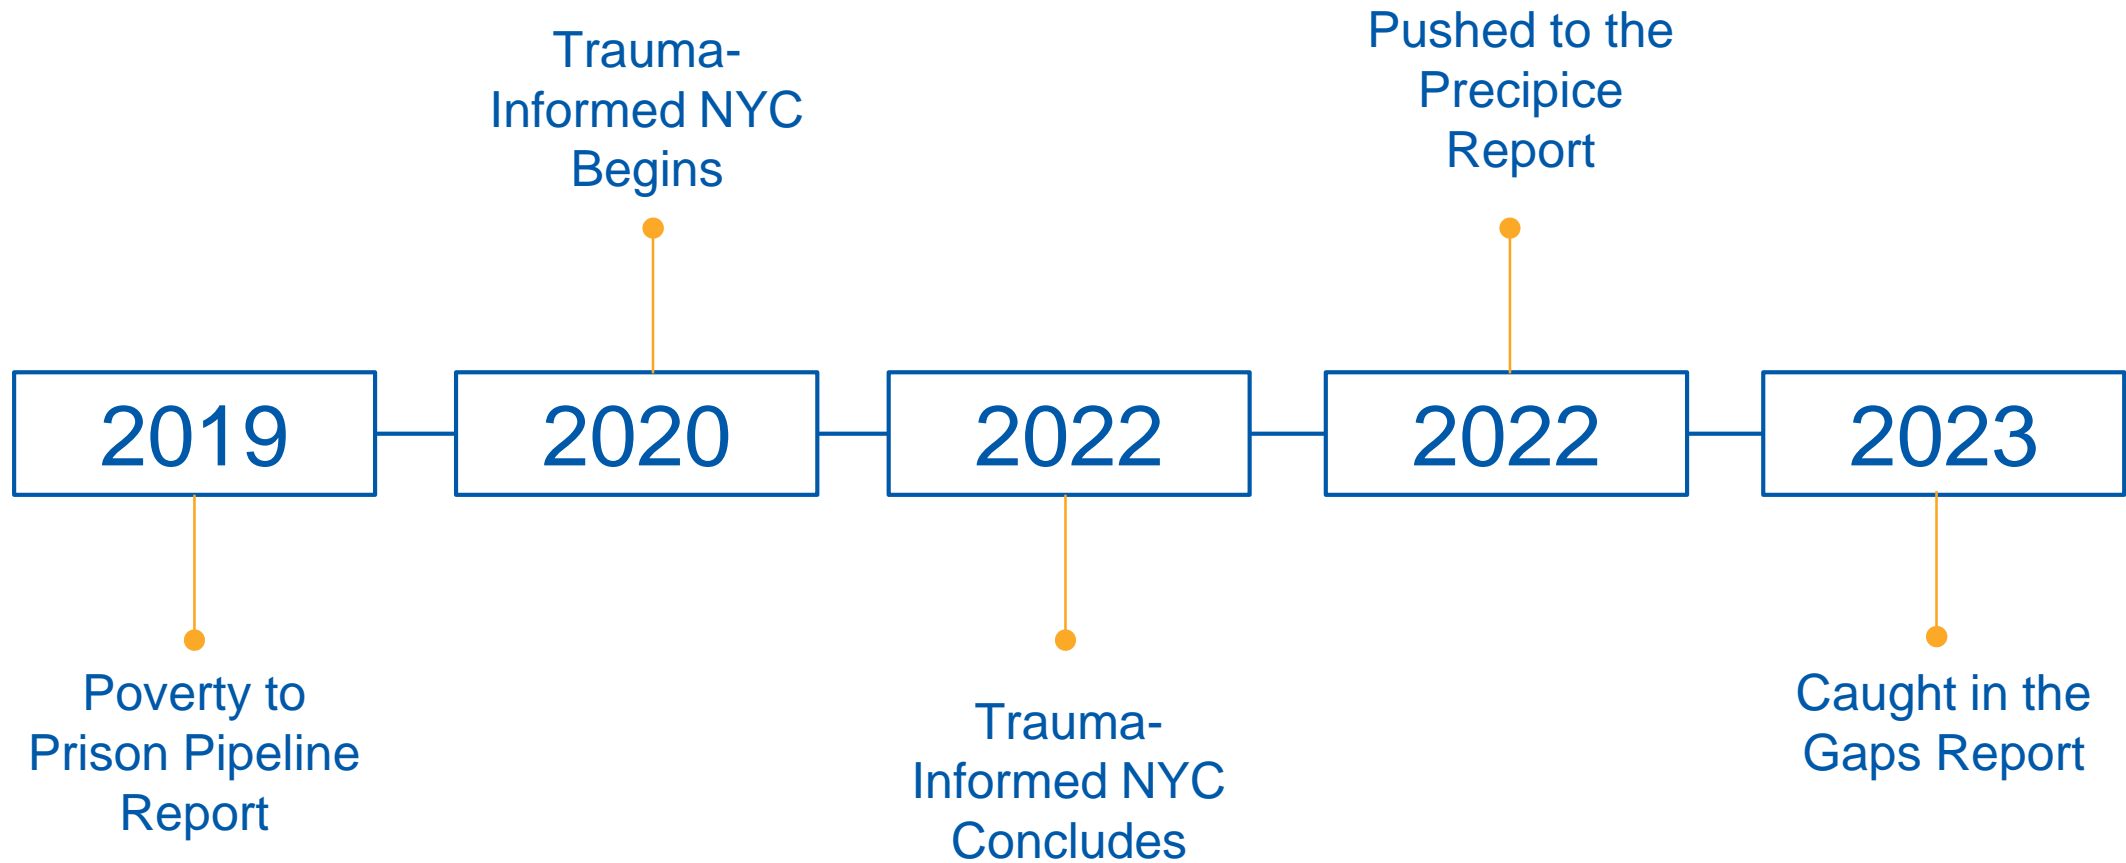 Trauma-
Informed NYC
Begins
Pushed to the
Precipice
Report
2019
2020
2022
2022
2023
Poverty to
Prison Pipeline
Report
Trauma-
Informed NYC
Concludes
Caught in the
Gaps Report